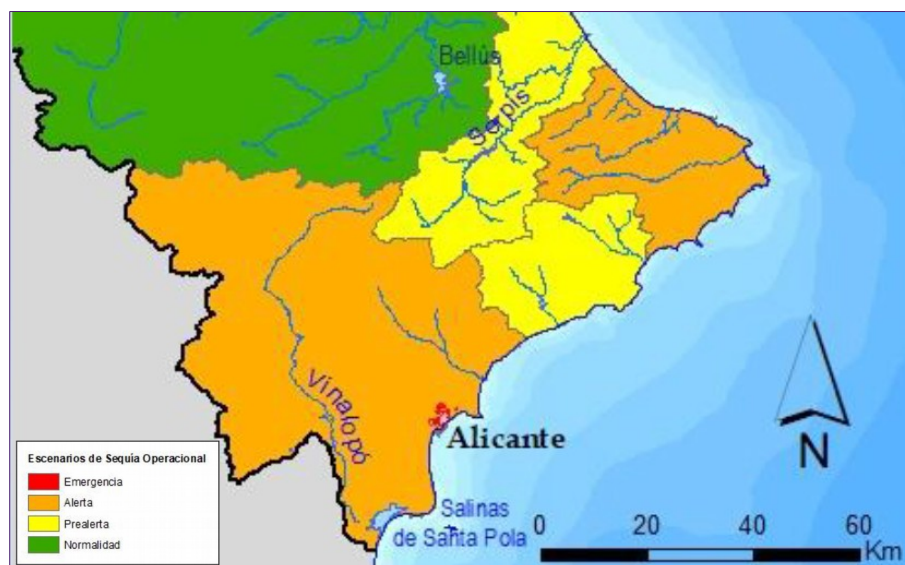 Bellús
Serpis
Vinalopó
Alicante
Salinas
de Santa Pola
N
0 20 40 60
Km
Escenarios de Sequia Operacional
Emergencia
Alerta
Prealerta
Normalidad